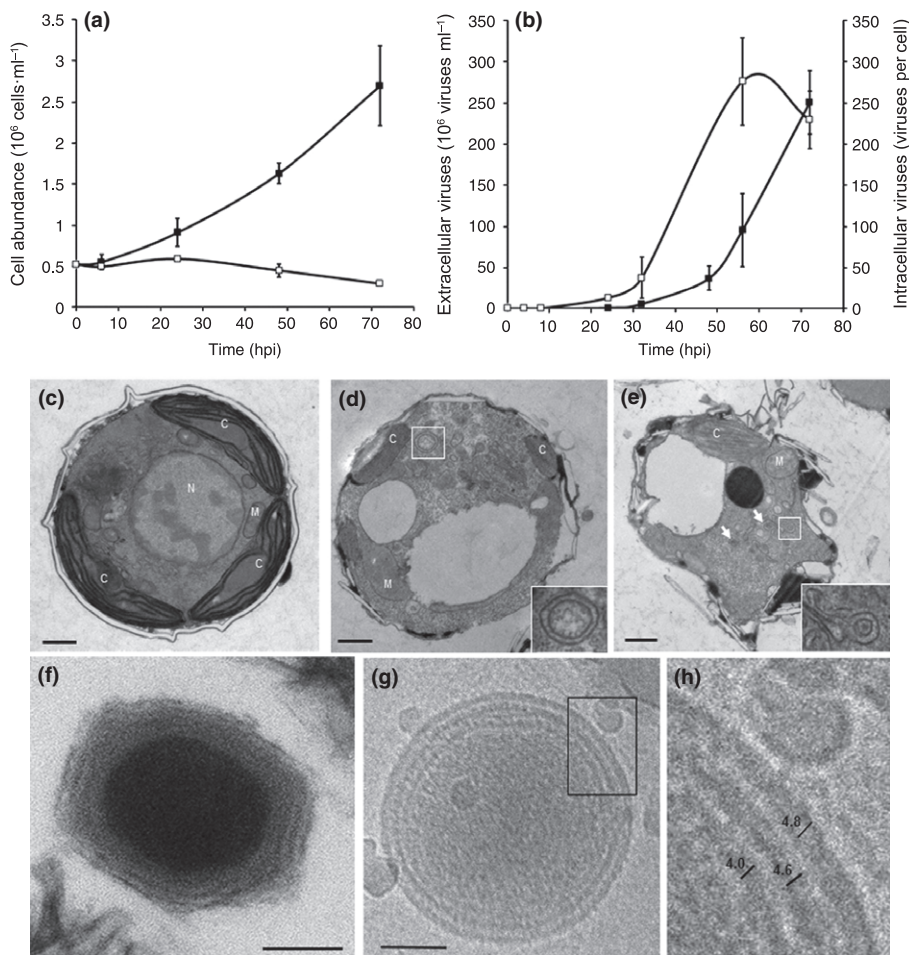 (a)
Cell abundance (10⁶ cells·ml⁻¹)
3.5
3
2.5
2
1.5
1
0.5
0
0 10 20 30 40 50 60 70 80
Time (hpi)
(b)
Extracellular viruses (10⁶ viruses ml⁻¹)
350
300
250
200
150
100
50
0
0 10 20 30 40 50 60 70 80
Time (hpi)
350
300
250
200
150
100
50
0
Intracellular viruses (viruses per cell)
(c)
C
N
M
C
C
(d)
C
C
M
(e)
C
M
(f)
(g)
(h)
4.8
4.0
4.6